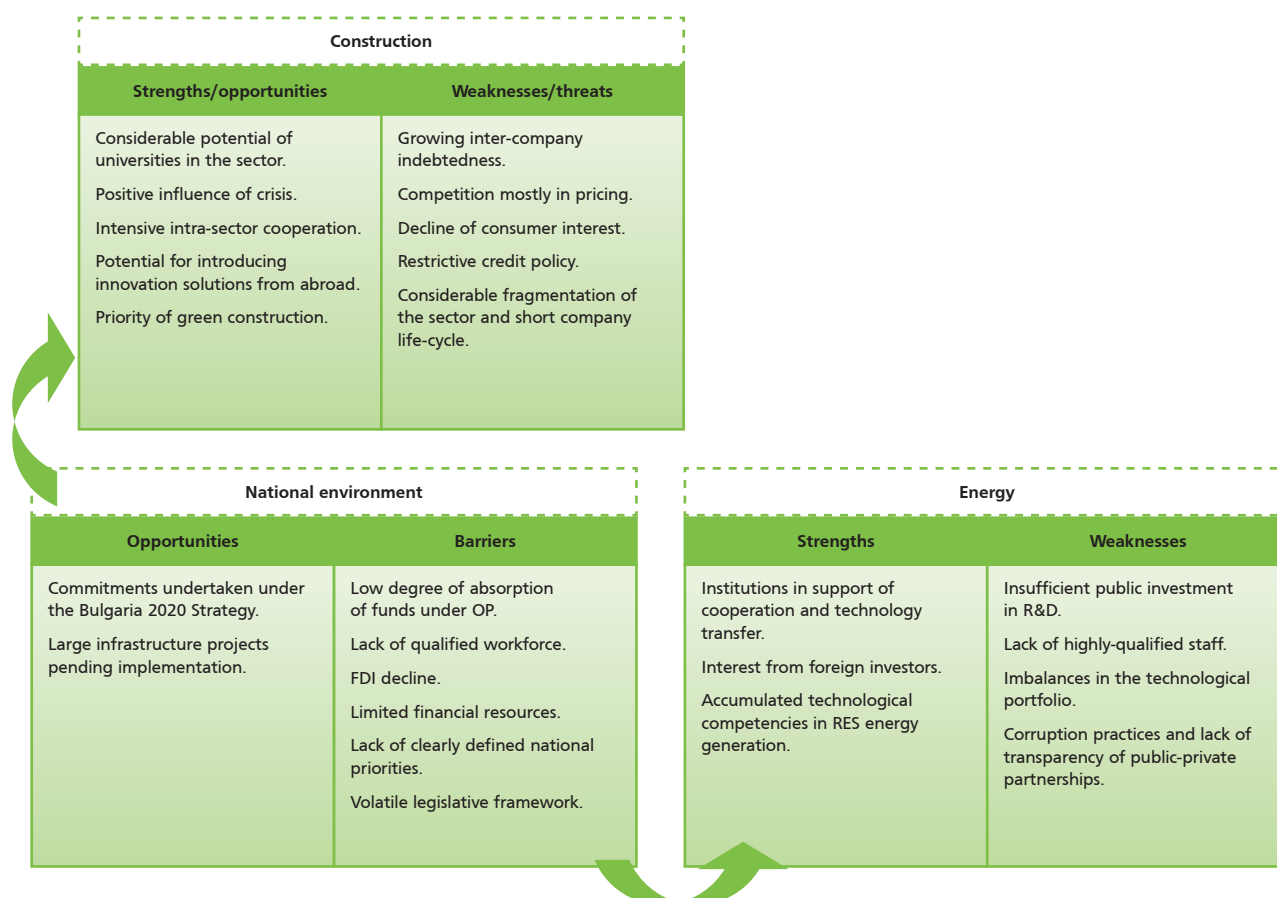 Construction
Strengths/opportunities
Considerable potential of
universities in the sector.
Positive influence of crisis.
Intensive intra-sector cooperation.
Potential for introducing
innovation solutions from abroad.
Priority of green construction.
Weaknesses/threats
Growing inter-company
indebtedness.
Competition mostly in pricing.
Decline of consumer interest.
Restrictive credit policy.
Considerable fragmentation of
the sector and short company
life-cycle.
National environment
Opportunities
Commitments undertaken under
the Bulgaria 2020 Strategy.
Large infrastructure projects
pending implementation.
Barriers
Low degree of absorption
of funds under OP.
Lack of qualified workforce.
FDI decline.
Limited financial resources.
Lack of clearly defined national
priorities.
Volatile legislative framework.
Energy
Strengths
Institutions in support of
cooperation and technology
transfer.
Interest from foreign investors.
Accumulated technological
competencies in RES energy
generation.
Weaknesses
Insufficient public investment
in R&D.
Lack of highly-qualified staff.
Imbalances in the technological
portfolio.
Corruption practices and lack of
transparency of public-private
partnerships.